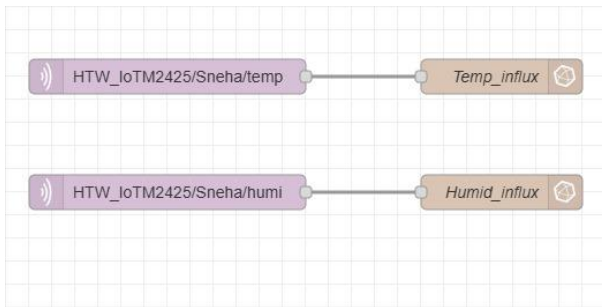 HTW_IoTM2425/Sneha/temp
Temp_influx
HTW_IoTM2425/Sneha/humi
Humid_influx